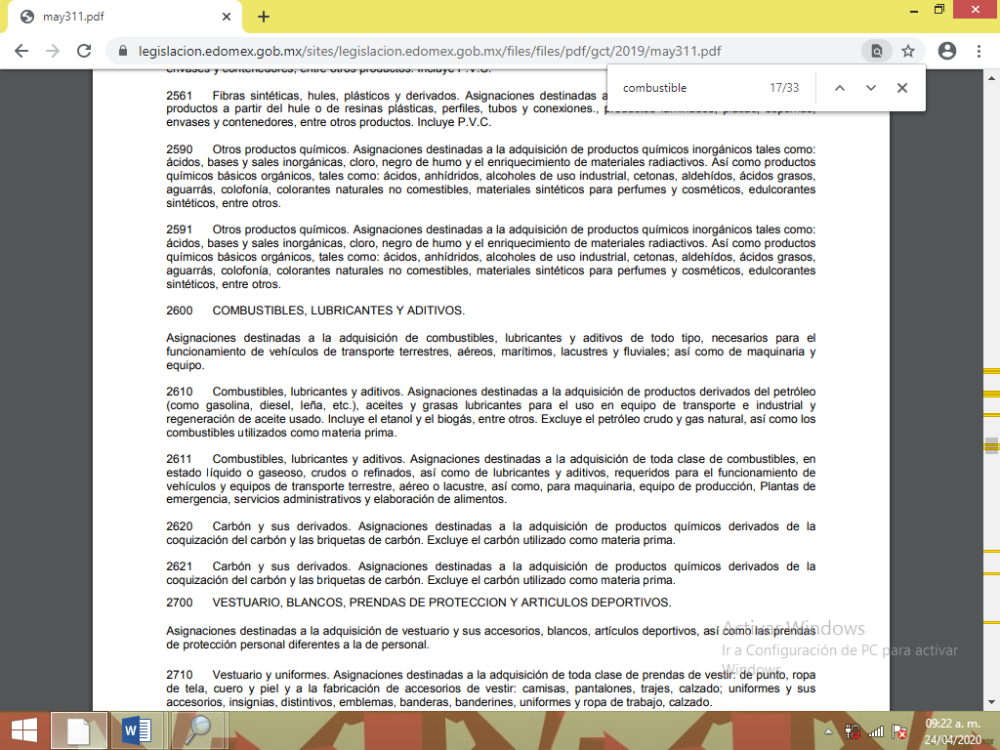 may311.pdf
legislacion.edomex.gob.mx/sites/legislacion.edomex.gob.mx/files/files/pdf/gct/2019/may311.pdf
combustible 17/33
envases y contenedores, entre otros productos. Incluye P.V.C.
2561 Fibras sintéticas, hules, plásticos y derivados. Asignaciones destinadas a
productos a partir del hule o de resinas plásticas, perfiles, tubos y conexiones., productos laminados, placas, espumas,
envases y contenedores, entre otros productos. Incluye P.V.C.
2590 Otros productos químicos. Asignaciones destinadas a la adquisición de productos químicos inorgánicos tales como:
ácidos, bases y sales inorgánicas, cloro, negro de humo y el enriquecimiento de materiales radiactivos. Así como productos
químicos básicos orgánicos, tales como: ácidos, anhídridos, alcoholes de uso industrial, cetonas, aldehídos, ácidos grasos,
aguarrás, colofonía, colorantes naturales no comestibles, materiales sintéticos para perfumes y cosméticos, edulcorantes
sintéticos, entre otros.
2591 Otros productos químicos. Asignaciones destinadas a la adquisición de productos químicos inorgánicos tales como:
ácidos, bases y sales inorgánicas, cloro, negro de humo y el enriquecimiento de materiales radiactivos. Así como productos
químicos básicos orgánicos, tales como: ácidos, anhídridos, alcoholes de uso industrial, cetonas, aldehídos, ácidos grasos,
aguarrás, colofonía, colorantes naturales no comestibles, materiales sintéticos para perfumes y cosméticos, edulcorantes
sintéticos, entre otros.
2600 COMBUSTIBLES, LUBRICANTES Y ADITIVOS.
Asignaciones destinadas a la adquisición de combustibles, lubricantes y aditivos de todo tipo, necesarios para el
funcionamiento de vehículos de transporte terrestres, aéreos, marítimos, lacustres y fluviales; así como de maquinaria y
equipo.
2610 Combustibles, lubricantes y aditivos. Asignaciones destinadas a la adquisición de productos derivados del petróleo
(como gasolina, diesel, leña, etc.), aceites y grasas lubricantes para el uso en equipo de transporte e industrial y
regeneración de aceite usado. Incluye el etanol y el biogás, entre otros. Excluye el petróleo crudo y gas natural, así como los
combustibles utilizados como materia prima.
2611 Combustibles, lubricantes y aditivos. Asignaciones destinadas a la adquisición de toda clase de combustibles, en
estado líquido o gaseoso, crudos o refinados, así como de lubricantes y aditivos, requeridos para el funcionamiento de
vehículos y equipos de transporte terrestre, aéreo o lacustre, así como, para maquinaria, equipo de producción, Plantas de
emergencia, servicios administrativos y elaboración de alimentos.
2620 Carbón y sus derivados. Asignaciones destinadas a la adquisición de productos químicos derivados de la
coquización del carbón y las briquetas de carbón. Excluye el carbón utilizado como materia prima.
2621 Carbón y sus derivados. Asignaciones destinadas a la adquisición de productos químicos derivados de la
coquización del carbón y las briquetas de carbón. Excluye el carbón utilizado como materia prima.
2700 VESTUARIO, BLANCOS, PRENDAS DE PROTECCION Y ARTICULOS DEPORTIVOS.
Asignaciones destinadas a la adquisición de vestuario y sus accesorios, blancos, artículos deportivos, así como las prendas
de protección personal diferentes a la de personal.
2710 Vestuario y uniformes. Asignaciones destinadas a la adquisición de toda clase de prendas de vestir: de punto, ropa
de tela, cuero y piel y a la fabricación de accesorios de vestir: camisas, pantalones, trajes, calzado; uniformes y sus
accesorios, insignias, distintivos, emblemas, banderas, banderines, uniformes y ropa de trabajo, calzado.
Activar Windows
Ir a Configuración de PC para activar
Windows.
09:22 a. m.
24/04/2020